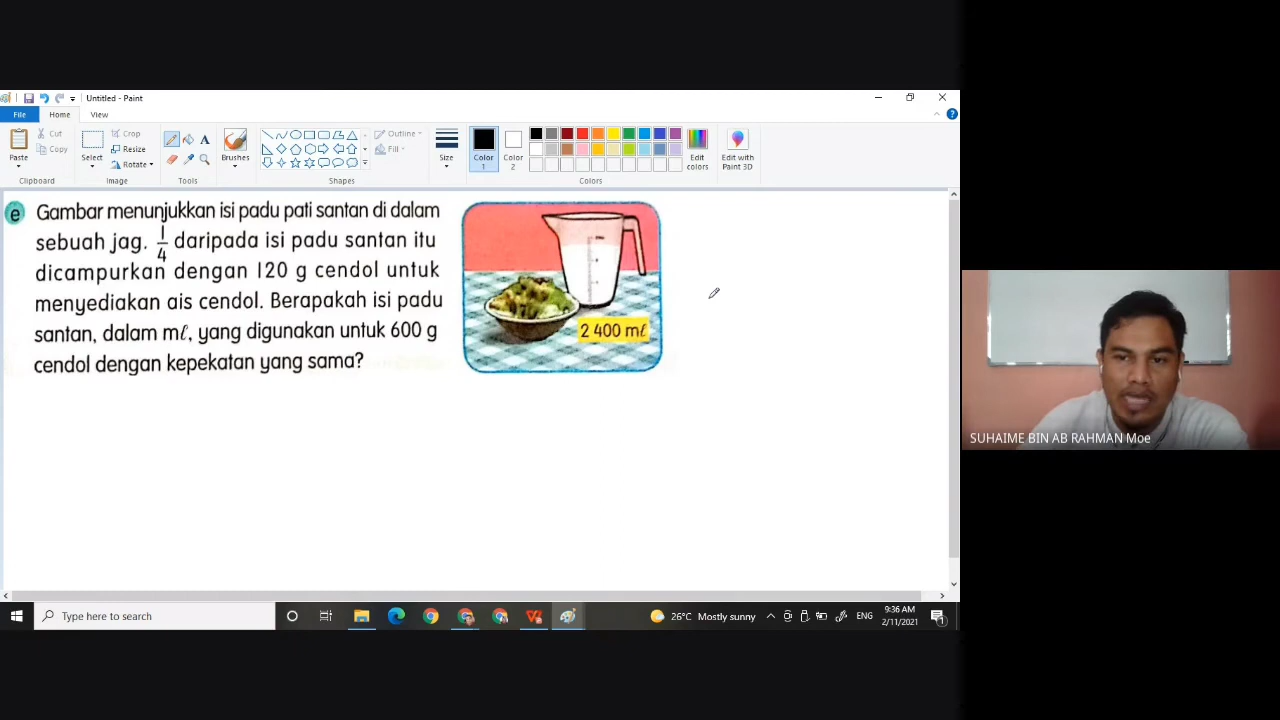 Untitled - Paint
File
Home
View
Paste
Cut
Copy
Clipboard
Select
Crop
Resize
Rotate
Image
Tools
Brushes
Shapes
Outline
Fill
Size
Color 1
Color 2
Edit colors
Colors
Edit with Paint 3D
e Gambar menunjukkan isi padu pati santan di dalam
sebuah jag. 1/4 daripada isi padu santan itu
dicampurkan dengan 120 g cendol untuk
menyediakan ais cendol. Berapakah isi padu
santan, dalam mℓ, yang digunakan untuk 600 g
cendol dengan kepekatan yang sama?
2 400 mℓ
SUHAIME BIN AB RAHMAN Moe
Type here to search
26°C Mostly sunny
ENG
9:36 AM
2/11/2021
1